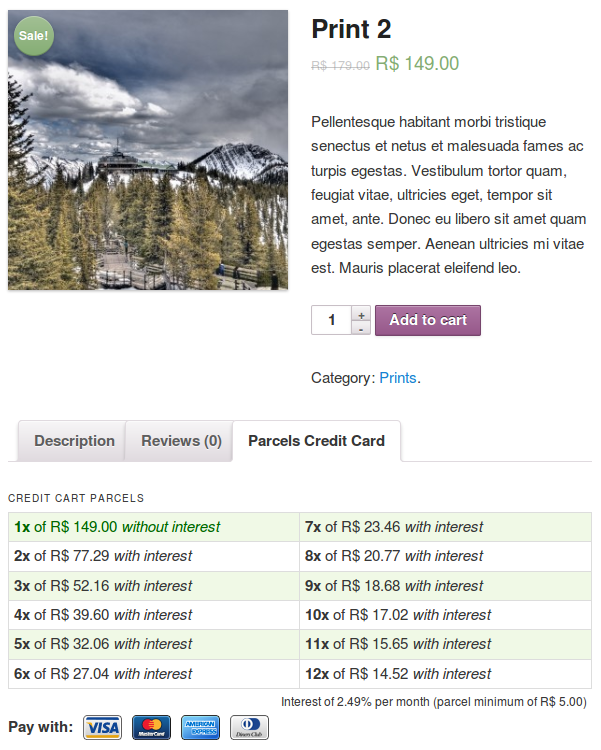 Sale!
Print 2
R$ 179.00 R$ 149.00
Pellentesque habitant morbi tristique
senectus et netus et malesuada fames ac
turpis egestas. Vestibulum tortor quam,
feugiat vitae, ultricies eget, tempor sit
amet, ante. Donec eu libero sit amet quam
egestas semper. Aenean ultricies mi vitae
est. Mauris placerat eleifend leo.
1 + -
Add to cart
Category: Prints.
Description Reviews (0) Parcels Credit Card
CREDIT CART PARCELS
1x of R$ 149.00 without interest
7x of R$ 23.46 with interest
2x of R$ 77.29 with interest
8x of R$ 20.77 with interest
3x of R$ 52.16 with interest
9x of R$ 18.68 with interest
4x of R$ 39.60 with interest
10x of R$ 17.02 with interest
5x of R$ 32.06 with interest
11x of R$ 15.65 with interest
6x of R$ 27.04 with interest
12x of R$ 14.52 with interest
Interest of 2.49% per month (parcel minimum of R$ 5.00)
Pay with: VISA MasterCard AMERICAN EXPRESS Diners Club